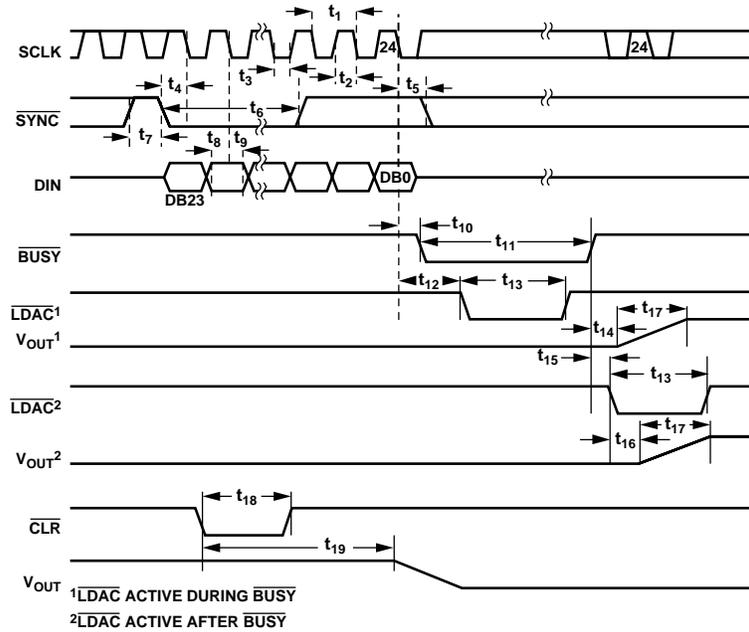 t1
SCLK
24
24
t3
t2
t4
t6
t5
SYNC
t7
t8
t9
DIN
DB23
DB0
t10
BUSY
t11
t12
t13
LDAC1
t14
t17
VOUT1
t15
t13
LDAC2
t17
t16
VOUT2
t18
CLR
t19
VOUT
1LDAC ACTIVE DURING BUSY
2LDAC ACTIVE AFTER BUSY